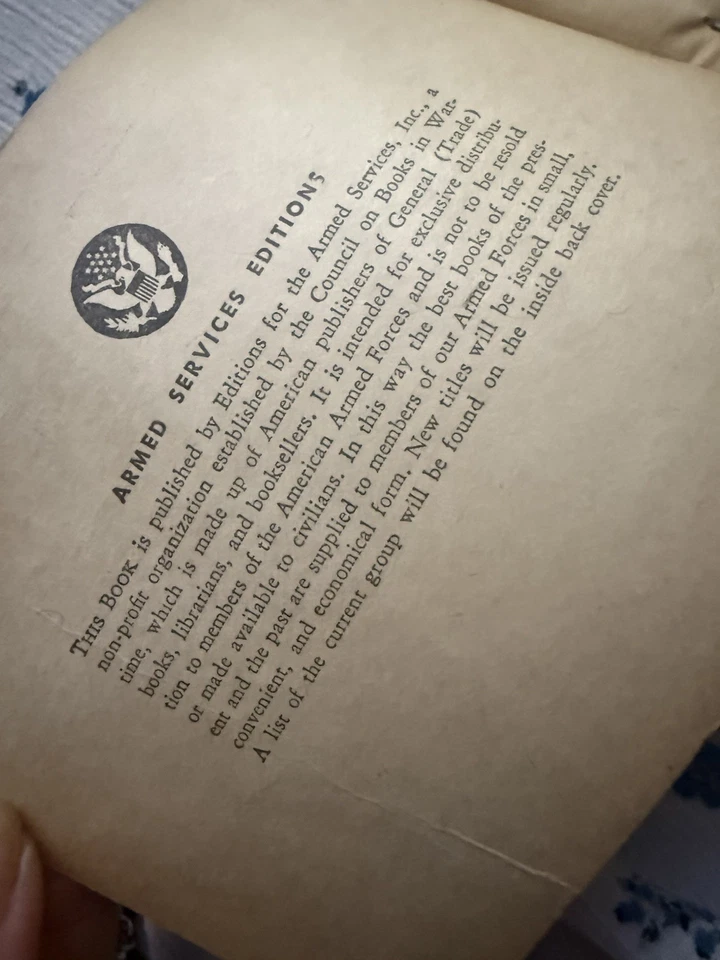 ARMED SERVICES EDITIONS
THIS BOOK is published by Editions for the Armed Services, Inc., a
non-profit organization established by the Council on Books in War-
time, which is made up of American publishers of General (Trade)
books, librarians, and booksellers. It is intended for exclusive distribu-
tion to members of the American Armed Forces and is not to be resold
or made available to civilians. In this way the best books of the pres-
ent and the past are supplied to members of our Armed Forces in small,
convenient, and economical form. New titles will be issued regularly.
A list of the current group will be found on the inside back cover.